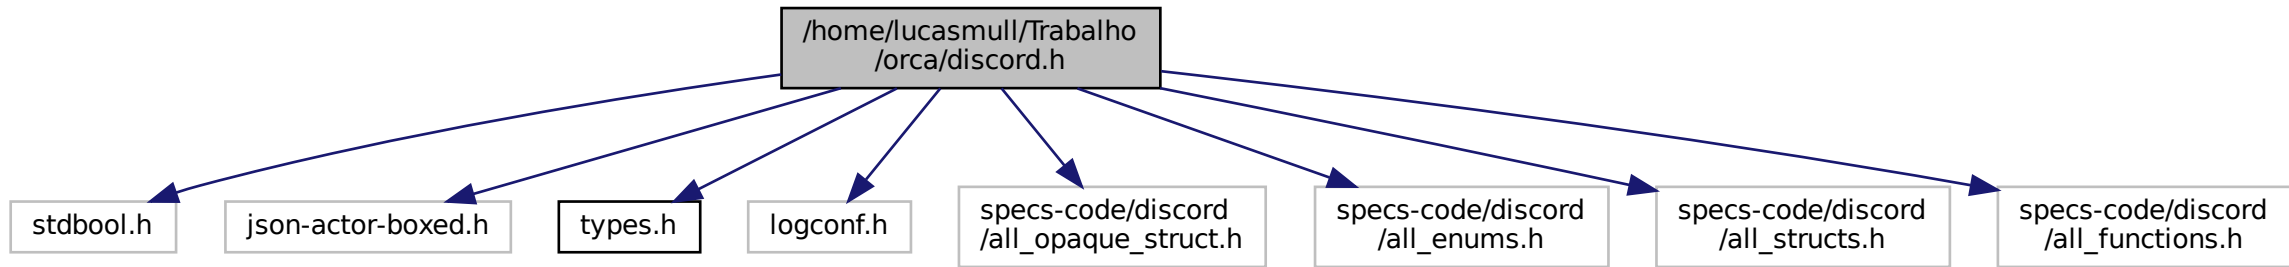 /home/lucasmull/Trabalho
/orca/discord.h
stdbool.h
json-actor-boxed.h
types.h
logconf.h
specs-code/discord
/all_opaque_struct.h
specs-code/discord
/all_enums.h
specs-code/discord
/all_structs.h
specs-code/discord
/all_functions.h